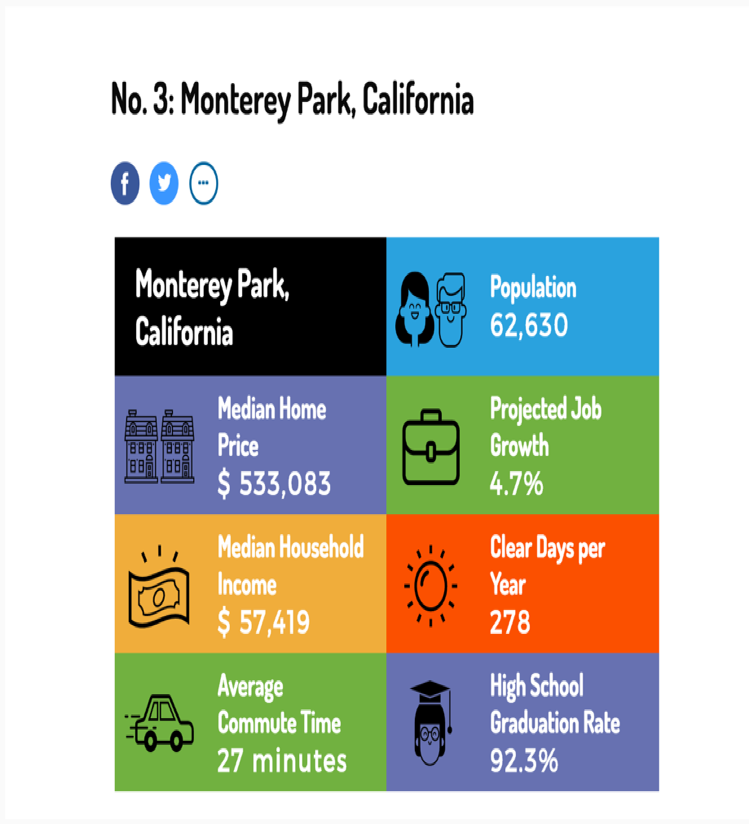 No. 3: Monterey Park, California
Monterey Park,
California
Population
62,630
Median Home
Price
$ 533,083
Projected Job
Growth
4.7%
Median Household
Income
$ 57,419
Clear Days per
Year
278
Average
Commute Time
27 minutes
High School
Graduation Rate
92.3%